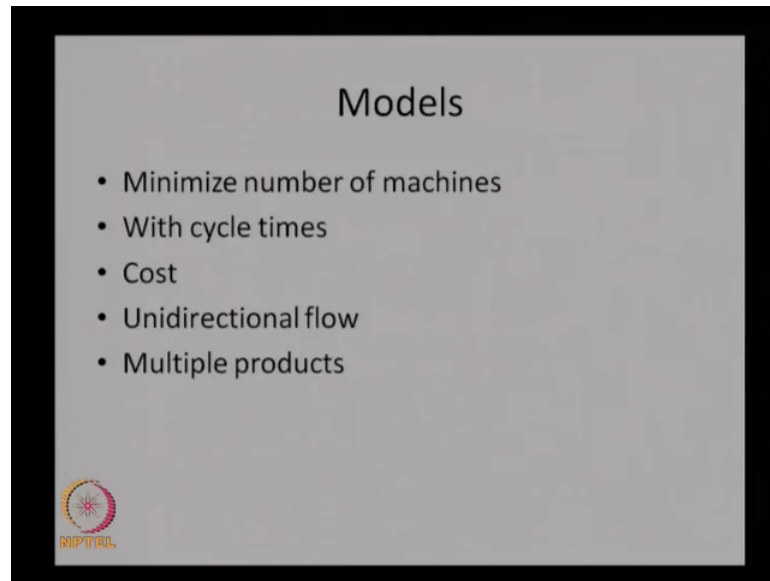 Models
• Minimize number of machines
• With cycle times
• Cost
• Unidirectional flow
• Multiple products
NPTEL